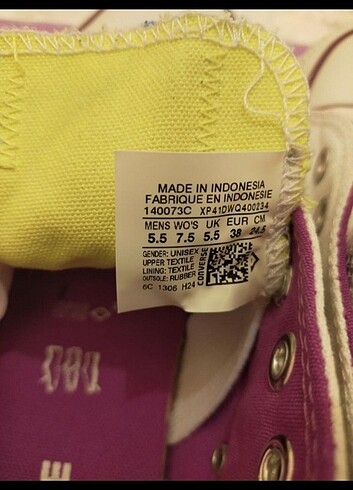 MADE IN INDONESIA
FABRIQUE EN INDONESIE
140073C XP41DWQ400234
MENS WO'S UK EUR CM
5.5 7.5 5.5 38 24.5
GENDER: UNISEX
UPPER: TEXTILE
LINING: TEXTILE
OUTSOLE: RUBBER
6C 1306 H24
CONVERSE